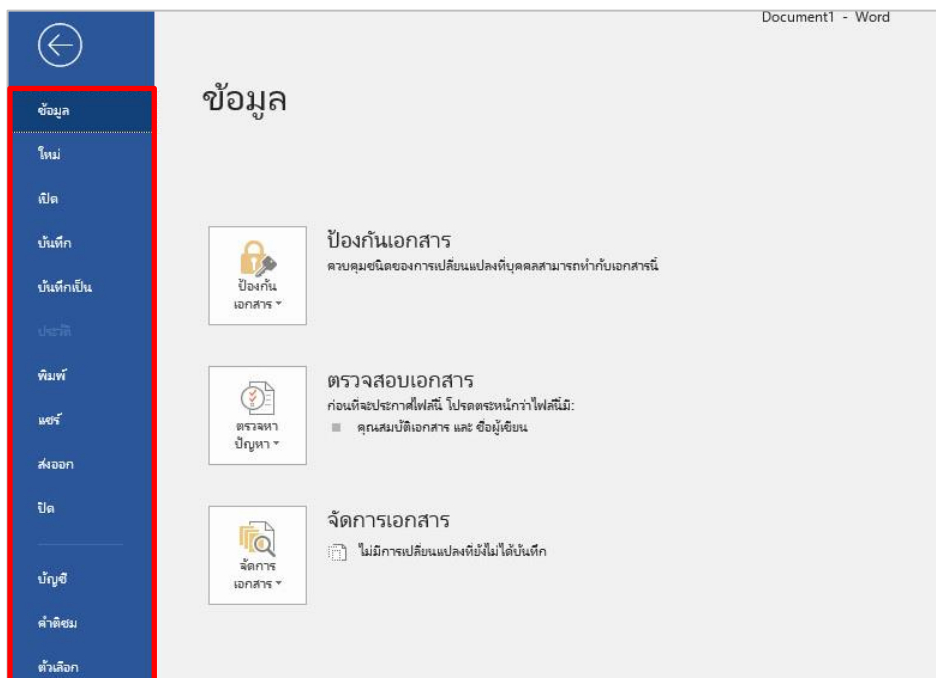 Document1 - Word
ข้อมูล
ใหม่
เปิด
บันทึก
บันทึกเป็น
ประวัติ
พิมพ์
แชร์
ส่งออก
ปิด
บัญชี
คำติชม
ตัวเลือก
ข้อมูล
ป้องกัน
เอกสาร
ป้องกันเอกสาร
ควบคุมชนิดของการเปลี่ยนแปลงที่บุคคลสามารถทำกับเอกสารนี้
ตรวจหา
ปัญหา
ตรวจสอบเอกสาร
ก่อนที่จะประกาศไฟล์นี้ โปรดตระหนักว่าไฟล์นี้มี:
คุณสมบัติเอกสาร และ ชื่อผู้เขียน
จัดการ
เอกสาร
จัดการเอกสาร
ไม่มีการเปลี่ยนแปลงที่ยังไม่ได้บันทึก